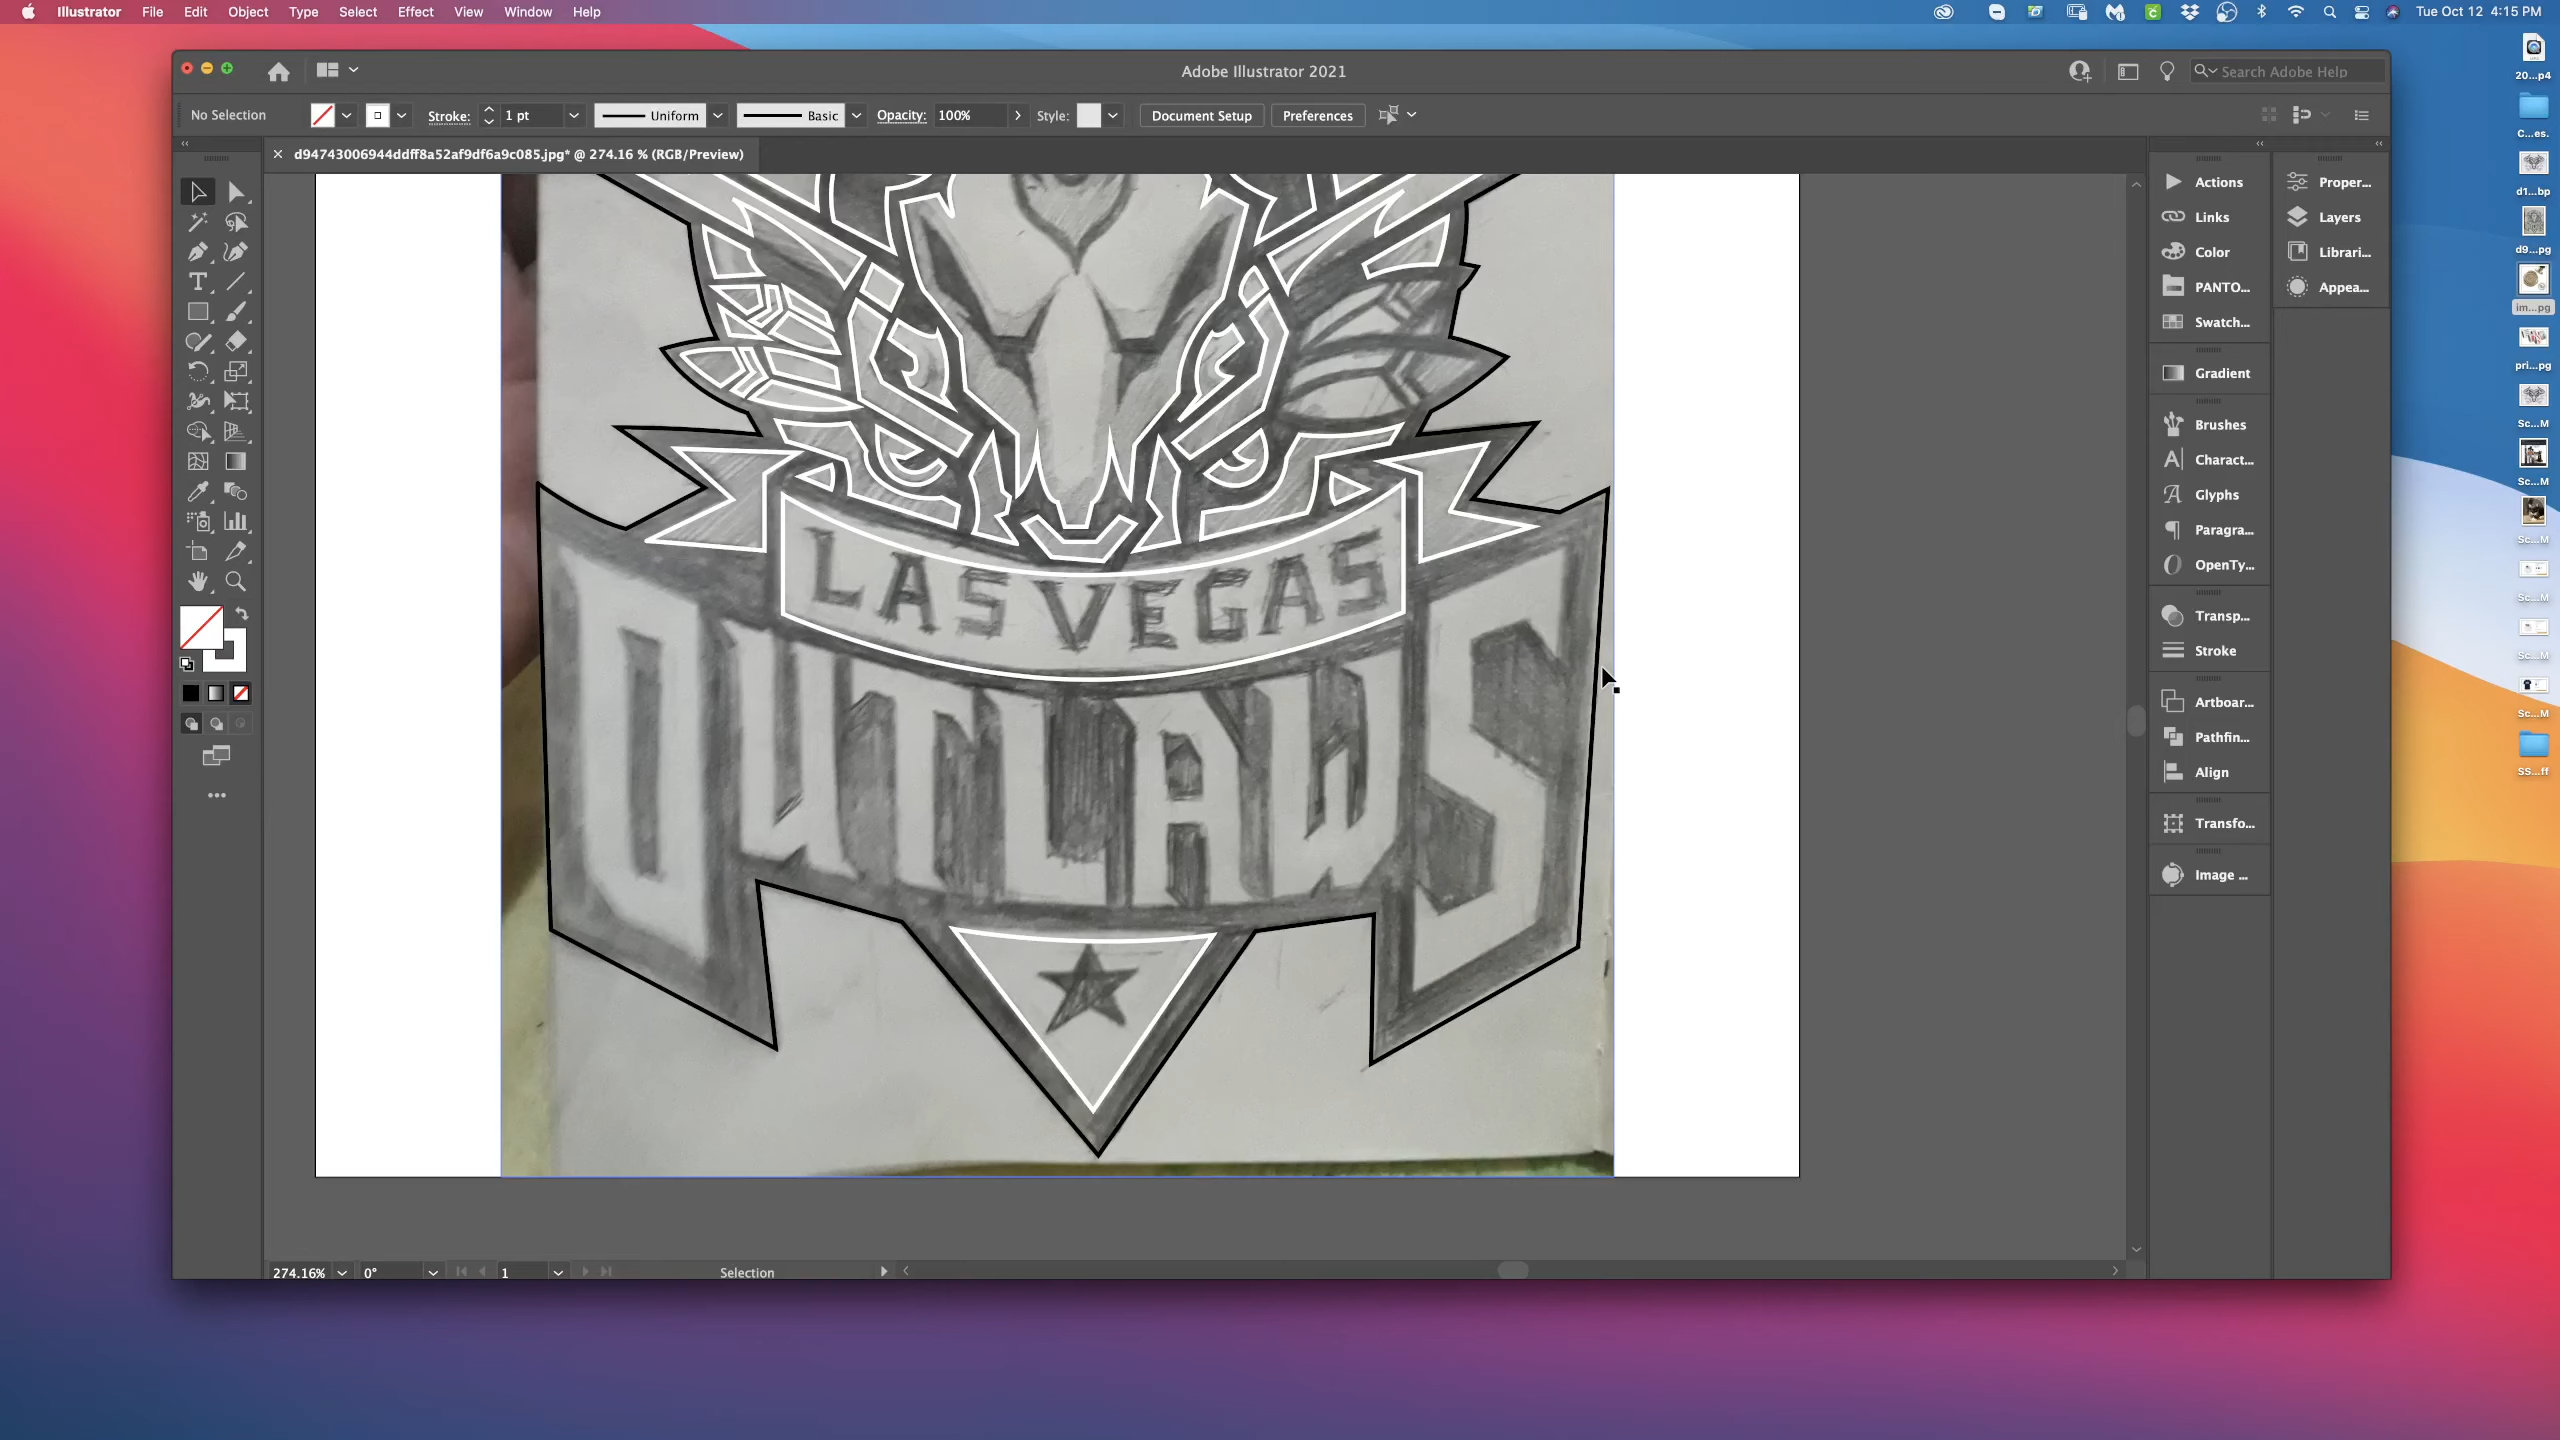 Illustrator File Edit Object Type Select Effect View Window Help
Tue Oct 12 4:15 PM
Adobe Illustrator 2021
Search Adobe Help
No Selection
Stroke: 1 pt
Uniform
Basic
Opacity: 100%
Style:
Document Setup
Preferences
d94743006944ddff8a52af9df6a9c085.jpg* @ 274.16 % (RGB/Preview)
LAS VEGAS
OUTLAWS
Actions
Links
Color
PANTO...
Swatch...
Gradient
Brushes
Charact...
Glyphs
Paragra...
OpenTy...
Transp...
Stroke
Artboar...
Pathfin...
Align
Transfo...
Image ...
Proper...
Layers
Librari...
Appea...
20...p4
C...es.
d1...bp
d9...pg
im...pg
pri...pg
Sc...M
Sc...M
Sc...M
Sc...M
Sc...M
Sc...M
SS...ff
274.16%
0°
1
Selection